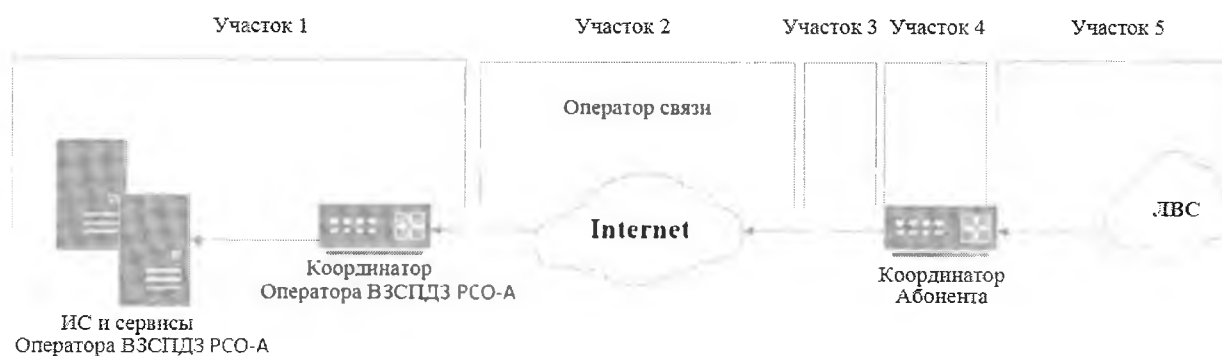 Участок 1 Участок 2 Участок 3 Участок 4 Участок 5
Оператор связи
Internet
ЛВС
Координатор
Оператора ВЗСПДЗ РСО-А
Координатор
Абонента
ИС и сервисы
Оператора ВЗСПДЗ РСО-А